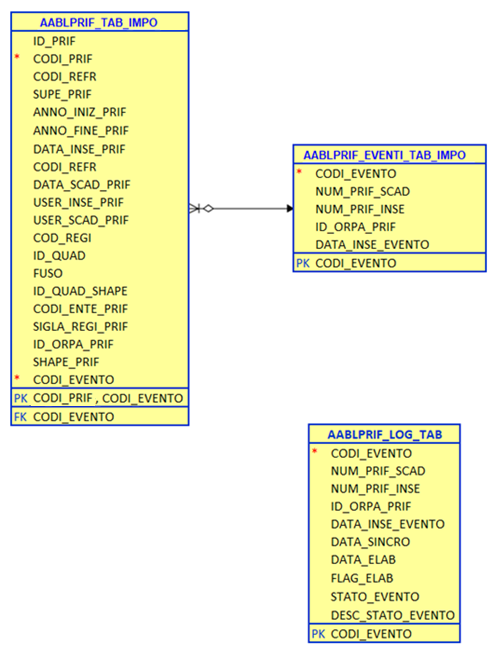 AABLPRIF_TAB_IMPO
ID_PRIF
* CODI_PRIF
CODI_REFR
SUPE_PRIF
ANNO_INIZ_PRIF
ANNO_FINE_PRIF
DATA_INSE_PRIF
CODI_REFR
DATA_SCAD_PRIF
USER_INSE_PRIF
USER_SCAD_PRIF
COD_REGI
ID_QUAD
FUSO
ID_QUAD_SHAPE
CODI_ENTE_PRIF
SIGLA_REGI_PRIF
ID_ORPA_PRIF
SHAPE_PRIF
* CODI_EVENTO
PK CODI_PRIF , CODI_EVENTO
FK CODI_EVENTO
AABLPRIF_EVENTI_TAB_IMPO
* CODI_EVENTO
NUM_PRIF_SCAD
NUM_PRIF_INSE
ID_ORPA_PRIF
DATA_INSE_EVENTO
PK CODI_EVENTO
AABLPRIF_LOG_TAB
* CODI_EVENTO
NUM_PRIF_SCAD
NUM_PRIF_INSE
ID_ORPA_PRIF
DATA_INSE_EVENTO
DATA_SINCRO
DATA_ELAB
FLAG_ELAB
STATO_EVENTO
DESC_STATO_EVENTO
PK CODI_EVENTO